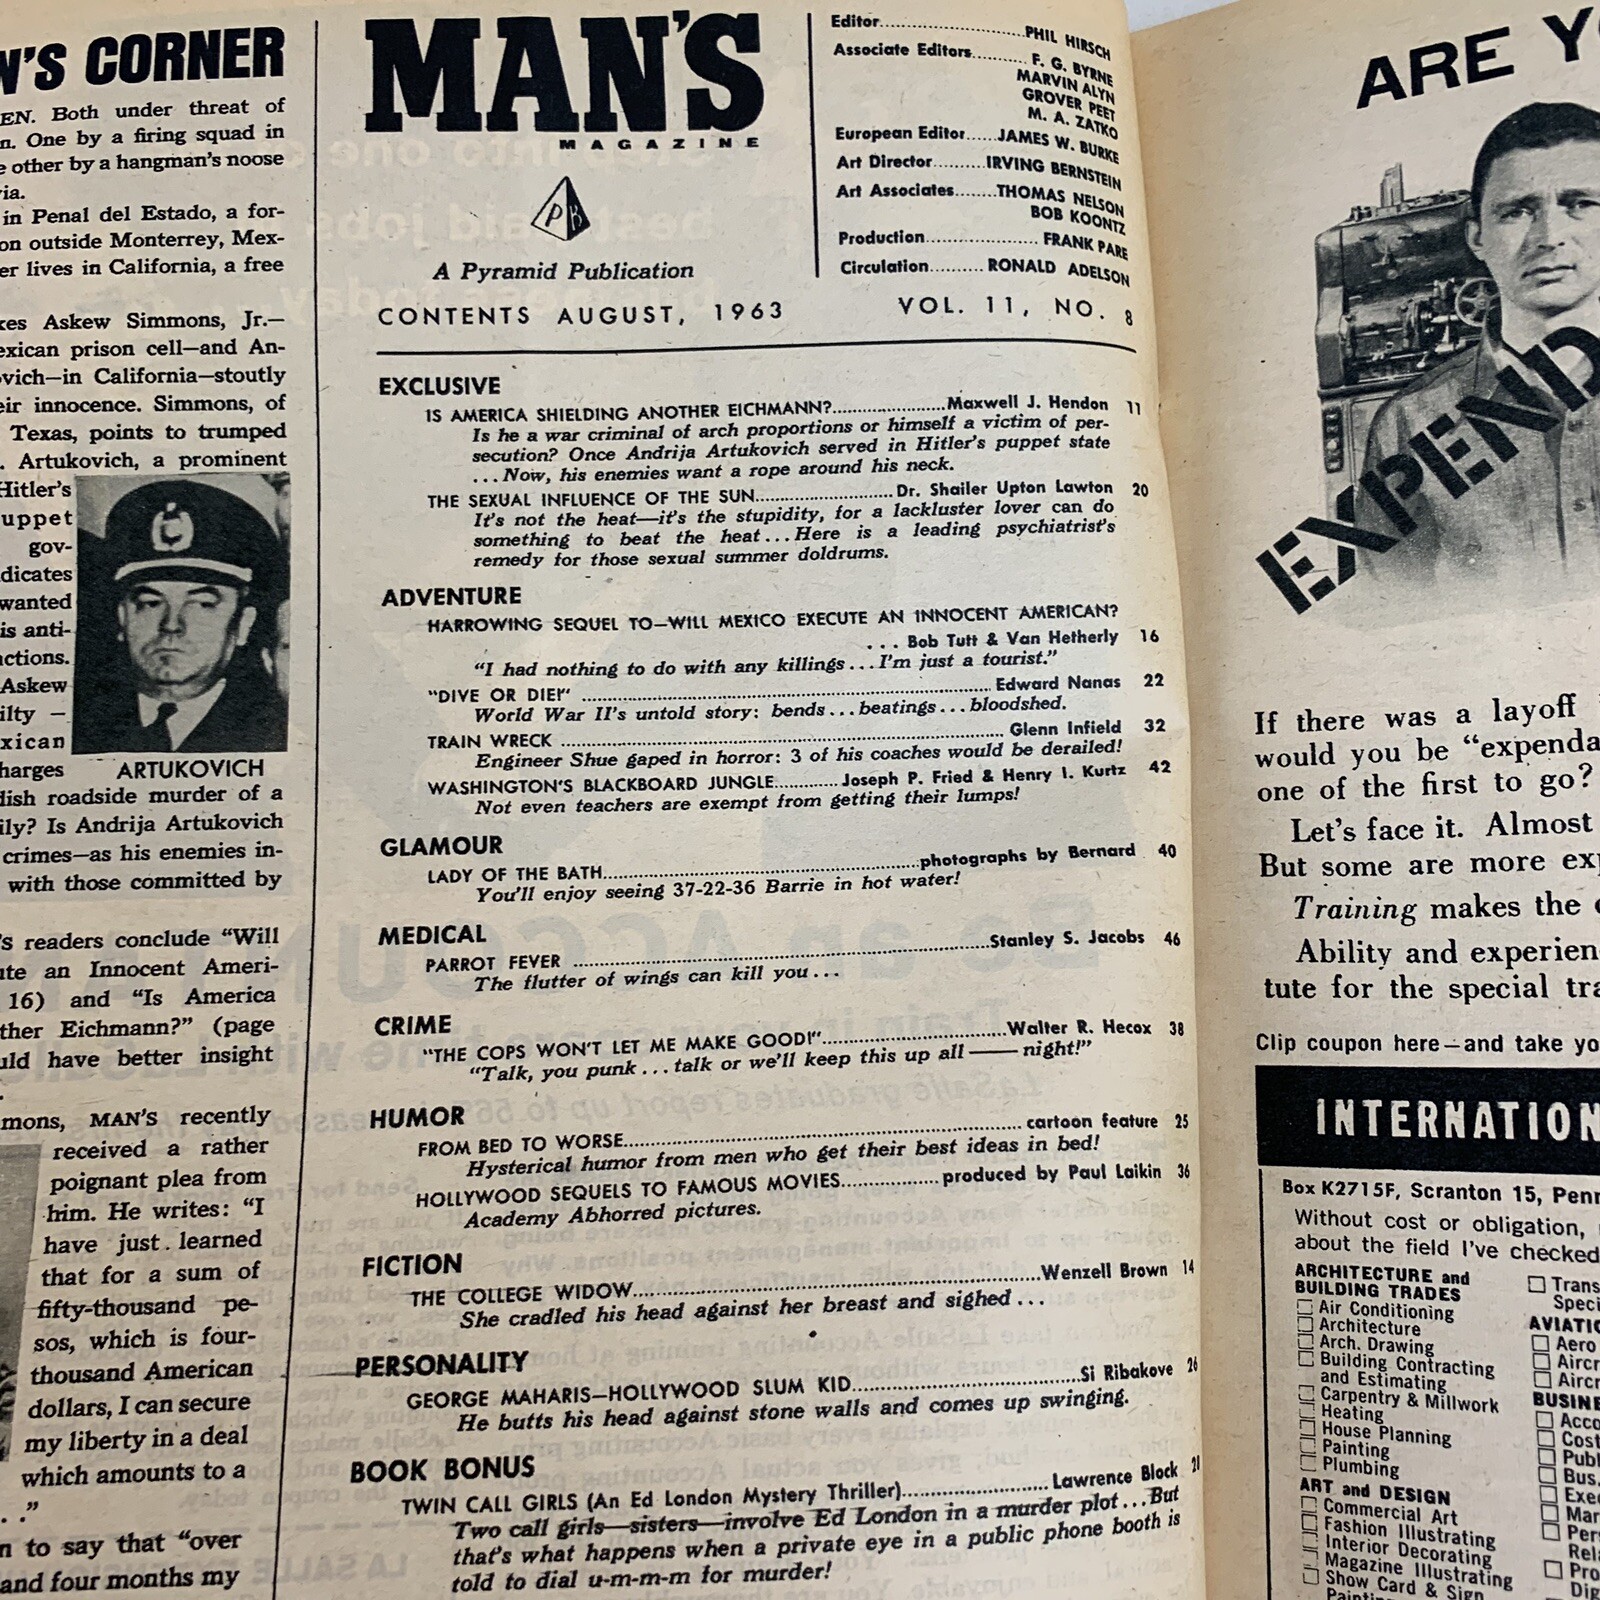 N'S CORNER
EN. Both under threat of
n. One by a firing squad in
e other by a hangman's noose
via.
in Penal del Estado, a for-
on outside Monterrey, Mex-
er lives in California, a free
kes Askew Simmons, Jr.—
exican prison cell—and An-
ovich—in California—stoutly
eir innocence. Simmons, of
Texas, points to trumped
. Artukovich, a prominent
Hitler's
uppet
gov-
dicates
wanted
is anti-
actions.
Askew
ilty —
xican
harges
ARTUKOVICH
dish roadside murder of a
ily? Is Andrija Artukovich
crimes—as his enemies in-
with those committed by
's readers conclude "Will
ute an Innocent Ameri-
16) and "Is America
ther Eichmann?" (page
uld have better insight
mons, MAN'S recently
received a rather
poignant plea from
him. He writes: "I
have just learned
that for a sum of
fifty-thousand pe-
sos, which is four-
thousand American
dollars, I can secure
my liberty in a deal
which amounts to a
. ."
n to say that "over
and four months my
MAN'S
MAGAZINE
PB
A Pyramid Publication
Editor..........PHIL HIRSCH
Associate Editors..........F. G. BYRNE
MARVIN ALYN
GROVER PEET
M. A. ZATKO
European Editor......JAMES W. BURKE
Art Director..........IRVING BERNSTEIN
Art Associates.......THOMAS NELSON
BOB KOONTZ
Production..........FRANK PARE
Circulation..........RONALD ADELSON
CONTENTS AUGUST, 1963 VOL. 11, NO. 8
EXCLUSIVE
IS AMERICA SHIELDING ANOTHER EICHMANN?..........Maxwell J. Hendon 11
Is he a war criminal of arch proportions or himself a victim of per-
secution? Once Andrija Artukovich served in Hitler's puppet state
...Now, his enemies want a rope around his neck.
THE SEXUAL INFLUENCE OF THE SUN..........Dr. Shailer Upton Lawton 20
It's not the heat—it's the stupidity, for a lackluster lover can do
something to beat the heat...Here is a leading psychiatrist's
remedy for those sexual summer doldrums.
ADVENTURE
HARROWING SEQUEL TO—WILL MEXICO EXECUTE AN INNOCENT AMERICAN?
...Bob Tutt & Van Hetherly 16
"I had nothing to do with any killings...I'm just a tourist."
"DIVE OR DIE!"..........Edward Nanas 22
World War II's untold story: bends...beatings...bloodshed.
TRAIN WRECK..........Glenn Infield 32
Engineer Shue gaped in horror: 3 of his coaches would be derailed!
WASHINGTON'S BLACKBOARD JUNGLE..........Joseph P. Fried & Henry I. Kurtz 42
Not even teachers are exempt from getting their lumps!
GLAMOUR
LADY OF THE BATH..........photographs by Bernard 40
You'll enjoy seeing 37-22-36 Barrie in hot water!
MEDICAL
PARROT FEVER..........Stanley S. Jacobs 46
The flutter of wings can kill you...
CRIME
"THE COPS WON'T LET ME MAKE GOOD!"..........Walter R. Hecox 38
"Talk, you punk...talk or we'll keep this up all —— night!"
HUMOR
FROM BED TO WORSE..........cartoon feature 25
Hysterical humor from men who get their best ideas in bed!
HOLLYWOOD SEQUELS TO FAMOUS MOVIES..........produced by Paul Laikin 36
Academy Abhorred pictures.
FICTION
THE COLLEGE WIDOW..........Wenzell Brown 14
She cradled his head against her breast and sighed...
PERSONALITY
GEORGE MAHARIS—HOLLYWOOD SLUM KID..........Si Ribakove 26
He butts his head against stone walls and comes up swinging.
BOOK BONUS
TWIN CALL GIRLS (An Ed London Mystery Thriller)..........Lawrence Block
Two call girls—sisters—involve Ed London in a murder plot...But
that's what happens when a private eye in a public phone booth is
told to dial u-m-m-m for murder!
ARE YO
EXPEND
If there was a layoff
would you be "expenda
one of the first to go?
Let's face it. Almost
But some are more exp
Training makes the
Ability and experien
tute for the special tra
Clip coupon here—and take yo
INTERNATION
Box K2715F, Scranton 15, Penn
Without cost or obligation,
about the field I've checked
ARCHITECTURE and
BUILDING TRADES
Air Conditioning
Architecture
Arch. Drawing
Building Contracting
and Estimating
Carpentry & Millwork
Heating
House Planning
Painting
Plumbing
ART and DESIGN
Commercial Art
Fashion Illustrating
Interior Decorating
Magazine Illustrating
Show Card & Sign
Trans
Speci
AVIATIO
Aero
Aircr
Aircr
BUSINE
Acco
Cost
Publ
Bus.
Exec
Mar
Pers
Rela
Pro
Dig